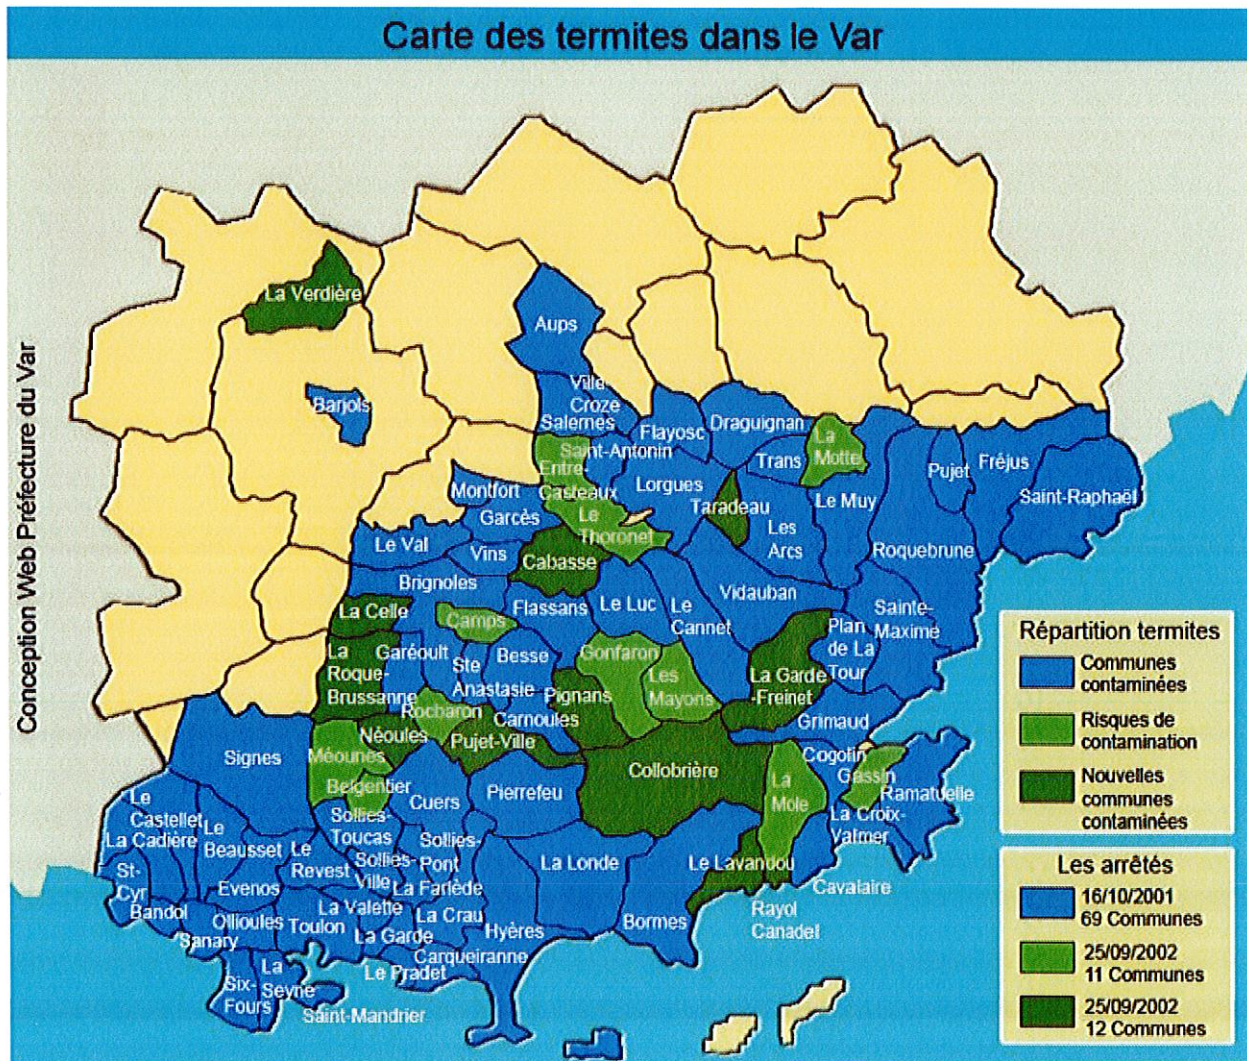 Carte des termites dans le Var
Conception Web Préfecture du Var
La Verdière
Aups
Barjols
Ville-
Croze
Salernes
Flayosc
Draguignan
La
Motte
Saint-Antonin
Trans
Pujet
Fréjus
Saint-Raphaël
Entre-
Casteaux
Montfort
Lorgues
Taradeau
Le Muy
Garcès
Le
Thoronet
Les
Arcs
Roquebrune
Le Val
Vins
Cabasse
Brignoles
La Celle
Camps
Flassans
Le Luc
Le
Cannet
Vidauban
Sainte-
Maxime
Plan
de La
Tour
La
Roque-
Brussanne
Garéoult
Ste
Anastasie
Besse
Gonfaron
Les
Mayons
La Garde
-Freinet
Pignans
Rocharon
Carnoules
Grimaud
Néoules
Pujet-Ville
Signes
Méounes
Belgentier
Collobrière
Cogolin
Gassin
Ramatuelle
La
Mole
La Croix-
Valmer
Cuers
Pierrefeu
Le
Castellet
La Cadière
Le
Beausset
Sollies-
Toucas
Sollies-
Pont
Le
Revest
Sollies-
Ville
La Farlède
La Londe
Le Lavandou
Cavalaire
St-
Cyr
Evenos
Bandol
Ollioules
Toulon
La Valette
La Crau
Hyères
Bormes
Rayol
Canadel
Sanary
La Garde
Carqueiranne
Le Pradet
Six-
Fours
La
Seyne
Saint-Mandrier
Répartition termites
Communes
contaminées
Risques de
contamination
Nouvelles
communes
contaminées
Les arrêtés
16/10/2001
69 Communes
25/09/2002
11 Communes
25/09/2002
12 Communes